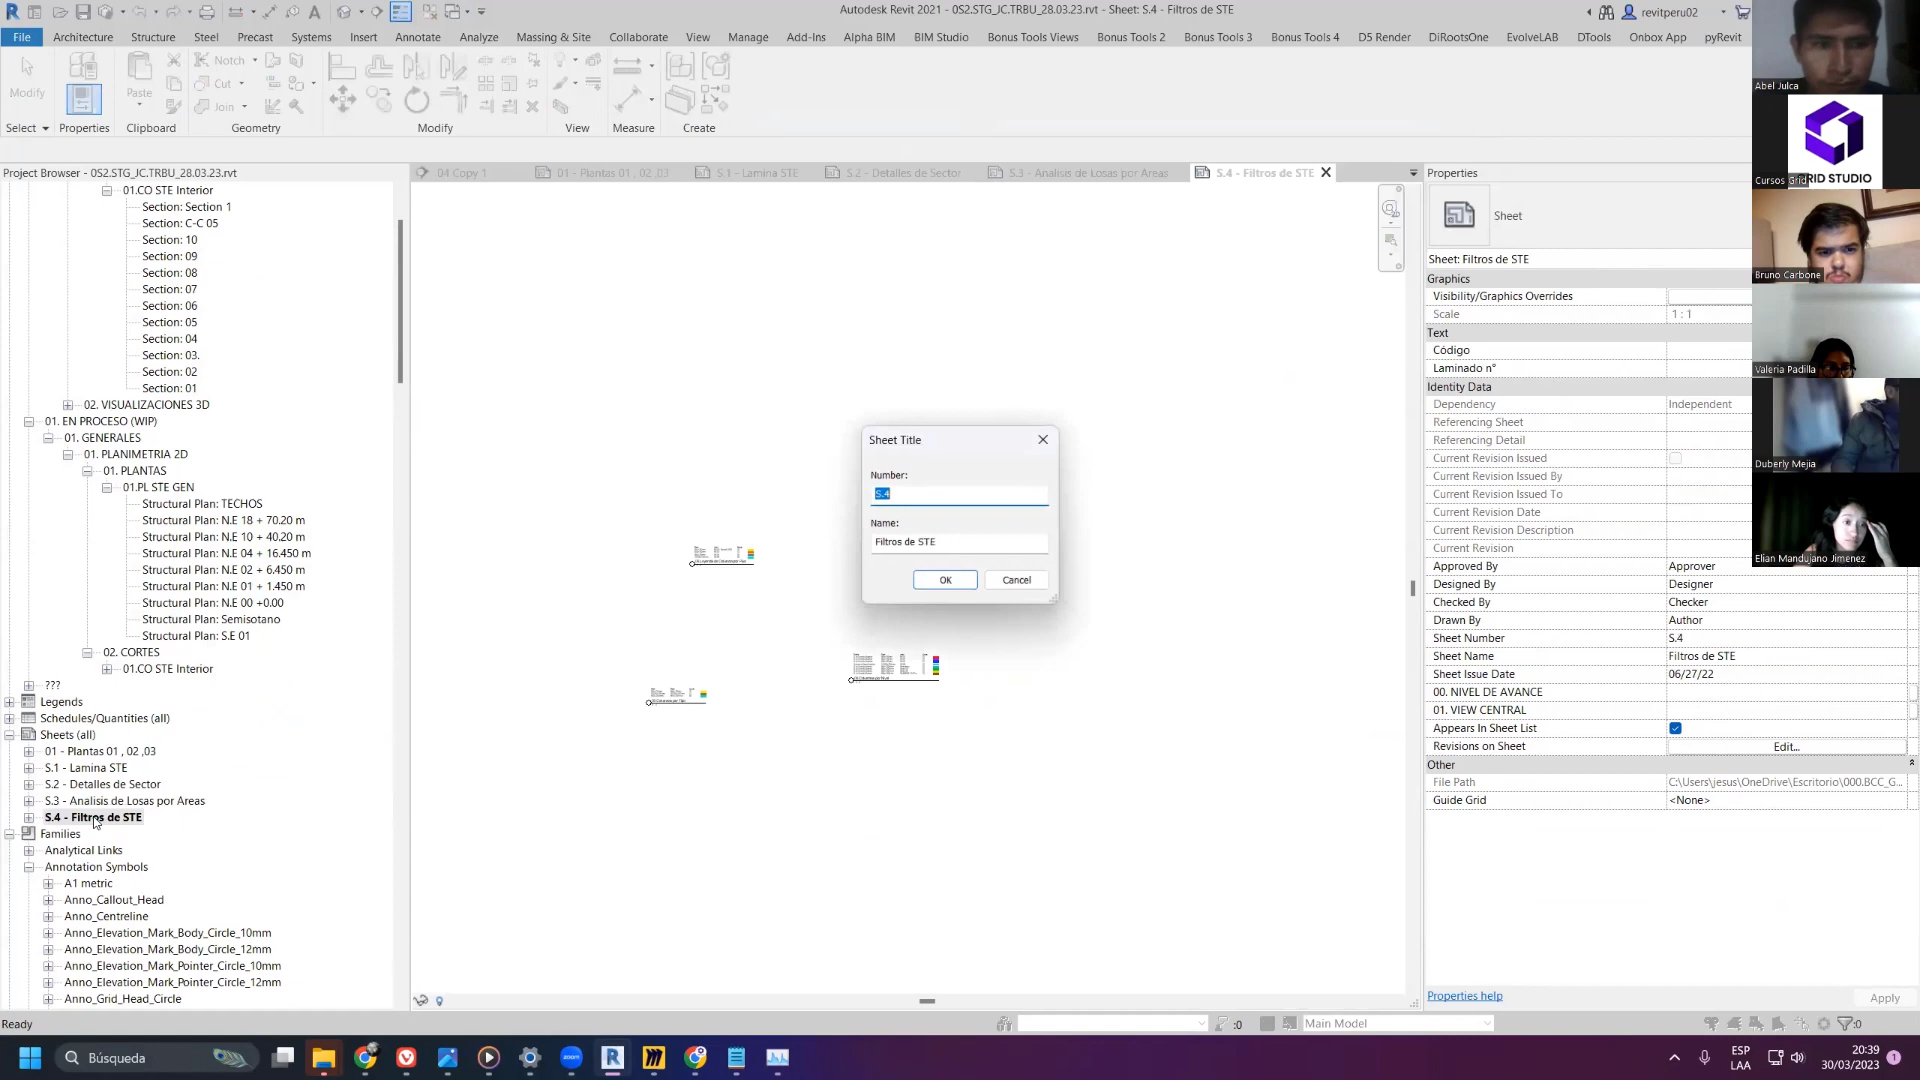 Autodesk Revit 2021 - 0S2.STG_JC.TRBU_28.03.23.rvt - Sheet: S.4 - Filtros de STE
revitperu02
File Architecture Structure Steel Precast Systems Insert Annotate Analyze Massing & Site Collaborate View Manage Add-Ins Alpha BIM BIM Studio Bonus Tools Views Bonus Tools 2 Bonus Tools 3 Bonus Tools 4 D5 Render DiRootsOne EvolveLAB DTools Onbox App pyRevit
Modify
Paste
Notch
Cut
Join
Select Properties Clipboard Geometry Modify View Measure Create
Project Browser - 0S2.STG_JC.TRBU_28.03.23.rvt
01.CO STE Interior
Section: Section 1
Section: C-C 05
Section: 10
Section: 09
Section: 08
Section: 07
Section: 06
Section: 05
Section: 04
Section: 03.
Section: 02
Section: 01
02. VISUALIZACIONES 3D
01. EN PROCESO (WIP)
01. GENERALES
01. PLANIMETRIA 2D
01. PLANTAS
01.PL STE GEN
Structural Plan: TECHOS
Structural Plan: N.E 18 + 70.20 m
Structural Plan: N.E 10 + 40.20 m
Structural Plan: N.E 04 + 16.450 m
Structural Plan: N.E 02 + 6.450 m
Structural Plan: N.E 01 + 1.450 m
Structural Plan: N.E 00 +0.00
Structural Plan: Semisotano
Structural Plan: S.E 01
02. CORTES
01.CO STE Interior
???
Legends
Schedules/Quantities (all)
Sheets (all)
01 - Plantas 01 , 02 ,03
S.1 - Lamina STE
S.2 - Detalles de Sector
S.3 - Analisis de Losas por Areas
S.4 - Filtros de STE
Families
Analytical Links
Annotation Symbols
A1 metric
Anno_Callout_Head
Anno_Centreline
Anno_Elevation_Mark_Body_Circle_10mm
Anno_Elevation_Mark_Body_Circle_12mm
Anno_Elevation_Mark_Pointer_Circle_10mm
Anno_Elevation_Mark_Pointer_Circle_12mm
Anno_Grid_Head_Circle
04 Copy 1
01 - Plantas 01 , 02 ,03
S.1 - Lamina STE
S.2 - Detalles de Sector
S.3 - Analisis de Losas por Areas
S.4 - Filtros de STE
Sheet Title
Number:
S.4
Name:
Filtros de STE
OK Cancel
Properties
Sheet
Sheet: Filtros de STE
Graphics
Visibility/Graphics Overrides
Scale 1 : 1
Text
Código
Laminado n°
Identity Data
Dependency Independent
Referencing Sheet
Referencing Detail
Current Revision Issued
Current Revision Issued By
Current Revision Issued To
Current Revision Date
Current Revision Description
Current Revision
Approved By Approver
Designed By Designer
Checked By Checker
Drawn By Author
Sheet Number S.4
Sheet Name Filtros de STE
Sheet Issue Date 06/27/22
00. NIVEL DE AVANCE
01. VIEW CENTRAL
Appears In Sheet List
Revisions on Sheet Edit...
Other
File Path C:\Users\jesus\OneDrive\Escritorio\000.BCC_G...
Guide Grid <None>
Properties help Apply
Abel Julca
GRID STUDIO
Cursos Grid
Bruno Carbone
Valeria Padilla
Duberly Mejia
Elian Mandujano Jimenez
Ready
:0
Main Model
:0
Búsqueda
ESP
LAA
20:39
30/03/2023
1